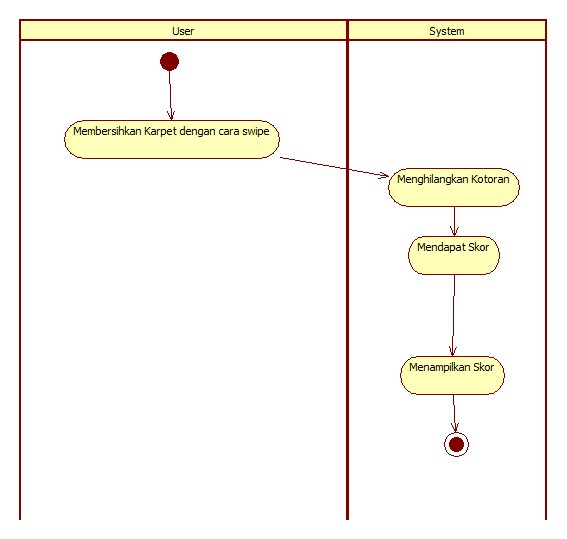 User
System
Membersihkan Karpet dengan cara swipe
Menghilangkan Kotoran
Mendapat Skor
Menampilkan Skor